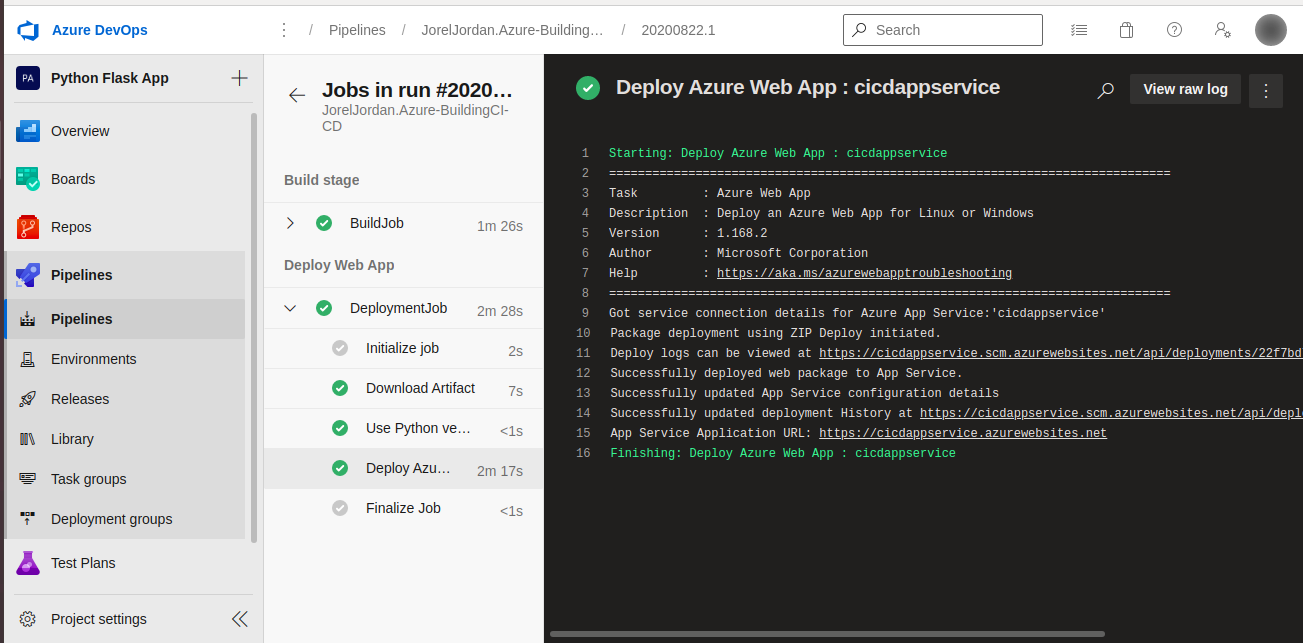 Azure DevOps
/ Pipelines / JorelJordan.Azure-Building… / 20200822.1
Search
PA Python Flask App
Overview
Boards
Repos
Pipelines
Pipelines
Environments
Releases
Library
Task groups
Deployment groups
Test Plans
Project settings
Jobs in run #2020…
JorelJordan.Azure-BuildingCI-
CD
Build stage
BuildJob 1m 26s
Deploy Web App
DeploymentJob 2m 28s
Initialize job 2s
Download Artifact 7s
Use Python ve… <1s
Deploy Azu… 2m 17s
Finalize Job <1s
Deploy Azure Web App : cicdappservice
View raw log
1 Starting: Deploy Azure Web App : cicdappservice
2 ==============================================================================
3 Task : Azure Web App
4 Description : Deploy an Azure Web App for Linux or Windows
5 Version : 1.168.2
6 Author : Microsoft Corporation
7 Help : https://aka.ms/azurewebapptroubleshooting
8 ==============================================================================
9 Got service connection details for Azure App Service:'cicdappservice'
10 Package deployment using ZIP Deploy initiated.
11 Deploy logs can be viewed at https://cicdappservice.scm.azurewebsites.net/api/deployments/22f7bd
12 Successfully deployed web package to App Service.
13 Successfully updated App Service configuration details
14 Successfully updated deployment History at https://cicdappservice.scm.azurewebsites.net/api/deplo
15 App Service Application URL: https://cicdappservice.azurewebsites.net
16 Finishing: Deploy Azure Web App : cicdappservice